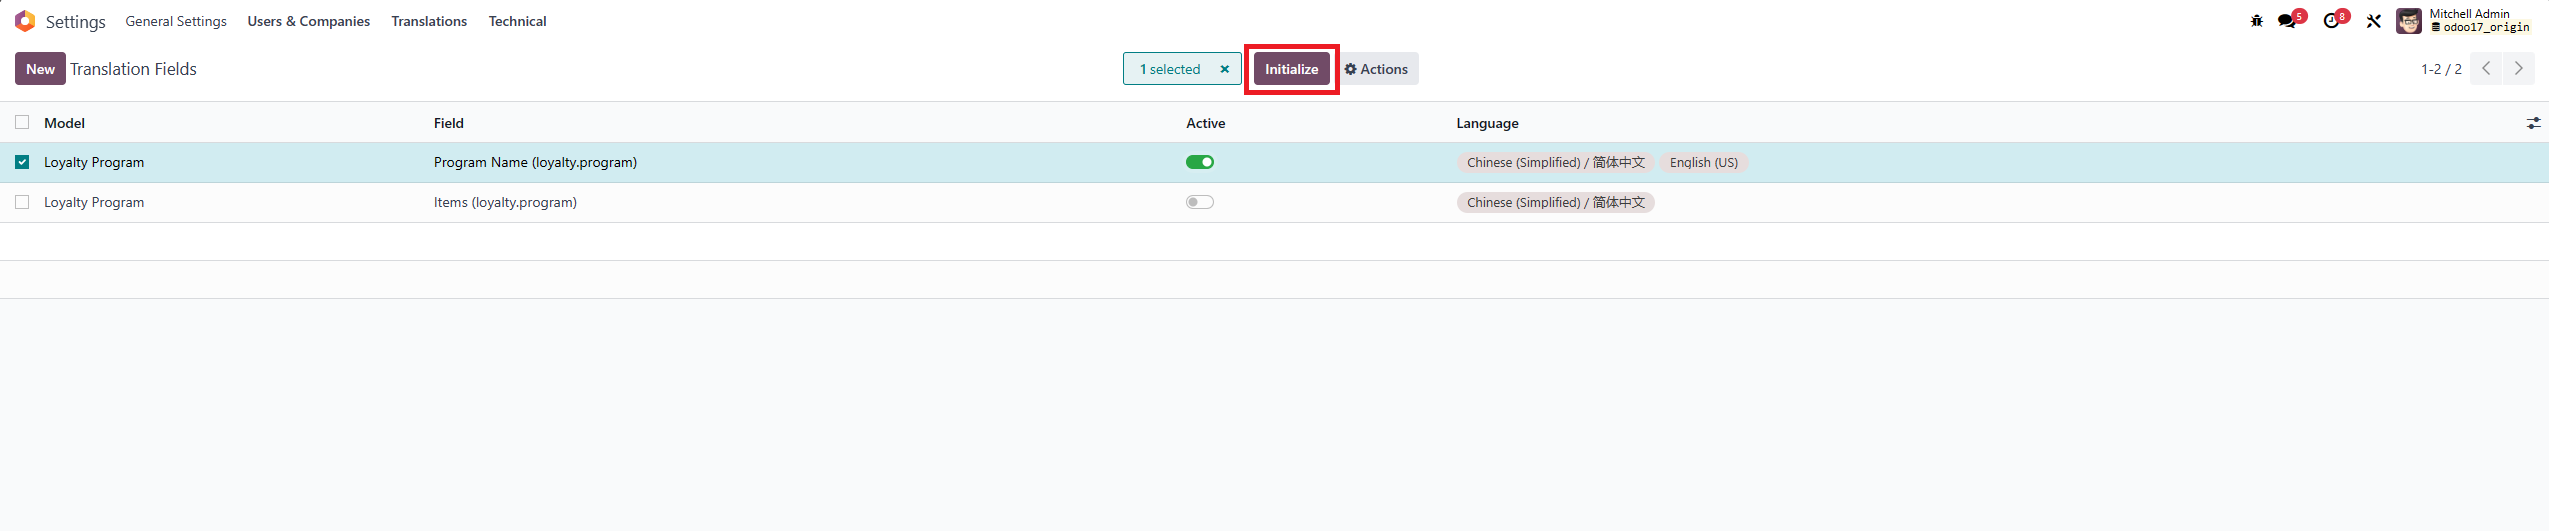 Settings General Settings Users & Companies Translations Technical 5 8 Mitchell Admin
odoo17_origin
New Translation Fields 1 selected × Initialize Actions 1-2 / 2
Model Field Active Language
Loyalty Program Program Name (loyalty.program) Chinese (Simplified) / 简体中文 English (US)
Loyalty Program Items (loyalty.program) Chinese (Simplified) / 简体中文